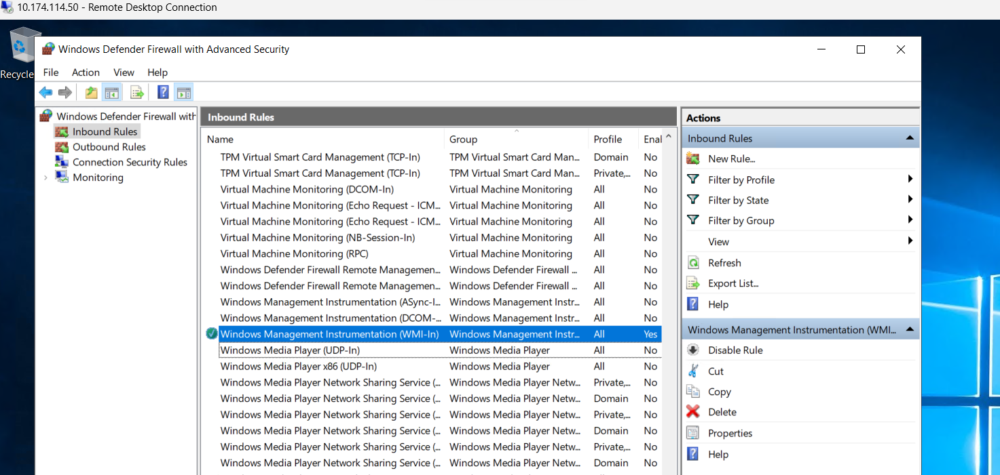 10.174.114.50 - Remote Desktop Connection
Recycle
Windows Defender Firewall with Advanced Security
File Action View Help
Windows Defender Firewall with
Inbound Rules
Outbound Rules
Connection Security Rules
Monitoring
Inbound Rules
Name Group Profile Enal
TPM Virtual Smart Card Management (TCP-In) TPM Virtual Smart Card Man... Domain No
TPM Virtual Smart Card Management (TCP-In) TPM Virtual Smart Card Man... Private,... No
Virtual Machine Monitoring (DCOM-In) Virtual Machine Monitoring All No
Virtual Machine Monitoring (Echo Request - ICM... Virtual Machine Monitoring All No
Virtual Machine Monitoring (Echo Request - ICM... Virtual Machine Monitoring All No
Virtual Machine Monitoring (NB-Session-In) Virtual Machine Monitoring All No
Virtual Machine Monitoring (RPC) Virtual Machine Monitoring All No
Windows Defender Firewall Remote Managemen... Windows Defender Firewall ... All No
Windows Defender Firewall Remote Managemen... Windows Defender Firewall ... All No
Windows Management Instrumentation (ASync-I... Windows Management Instr... All No
Windows Management Instrumentation (DCOM-... Windows Management Instr... All No
Windows Management Instrumentation (WMI-In) Windows Management Instr... All Yes
Windows Media Player (UDP-In) Windows Media Player All No
Windows Media Player x86 (UDP-In) Windows Media Player All No
Windows Media Player Network Sharing Service (... Windows Media Player Netw... Private,... No
Windows Media Player Network Sharing Service (... Windows Media Player Netw... Domain No
Windows Media Player Network Sharing Service (... Windows Media Player Netw... Private,... No
Windows Media Player Network Sharing Service (... Windows Media Player Netw... Domain No
Windows Media Player Network Sharing Service (... Windows Media Player Netw... Private,... No
Windows Media Player Network Sharing Service (... Windows Media Player Netw... Domain No
Actions
Inbound Rules
New Rule...
Filter by Profile
Filter by State
Filter by Group
View
Refresh
Export List...
Help
Windows Management Instrumentation (WMI...
Disable Rule
Cut
Copy
Delete
Properties
Help